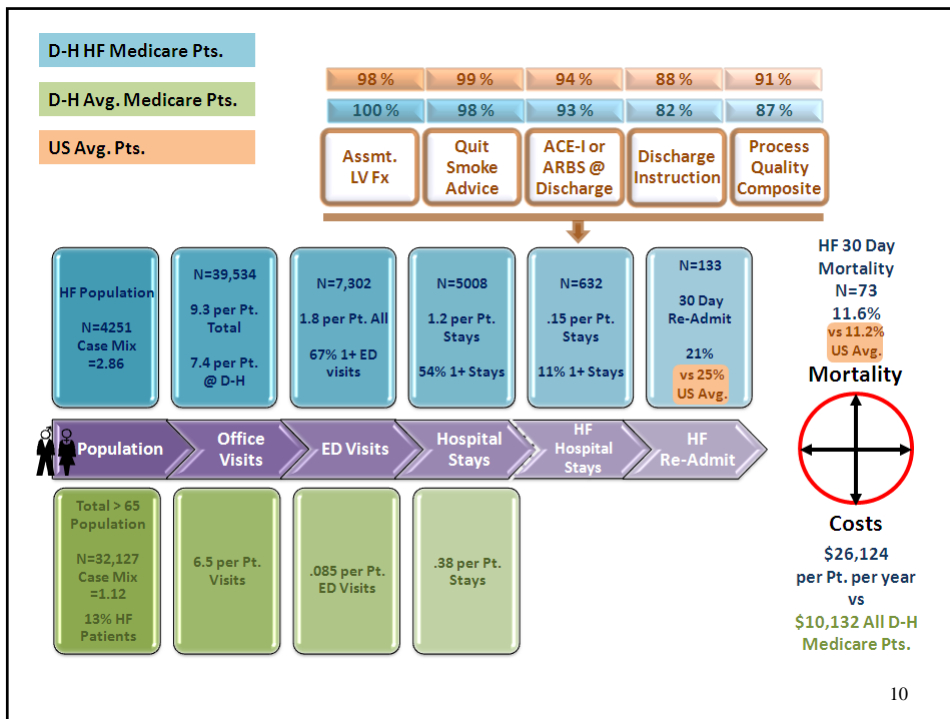 D-H HF Medicare Pts.
D-H Avg. Medicare Pts.
US Avg. Pts.
98 % 99 % 94 % 88 % 91 %
100 % 98 % 93 % 82 % 87 %
Assmt.
LV Fx
Quit
Smoke
Advice
ACE-I or
ARBS @
Discharge
Discharge
Instruction
Process
Quality
Composite
HF Population
N=4251
Case Mix
=2.86
N=39,534
9.3 per Pt.
Total
7.4 per Pt.
@ D-H
N=7,302
1.8 per Pt. All
67% 1+ ED
visits
N=5008
1.2 per Pt.
Stays
54% 1+ Stays
N=632
.15 per Pt.
Stays
11% 1+ Stays
N=133
30 Day
Re-Admit
21%
vs 25%
US Avg.
HF 30 Day
Mortality
N=73
11.6%
vs 11.2%
US Avg.
Mortality
Population
Office
Visits
ED Visits
Hospital
Stays
HF
Hospital
Stays
HF
Re-Admit
Total > 65
Population
N=32,127
Case Mix
=1.12
13% HF
Patients
6.5 per Pt.
Visits
.085 per Pt.
ED Visits
.38 per Pt.
Stays
Costs
$26,124
per Pt. per year
vs
$10,132 All D-H
Medicare Pts.
10